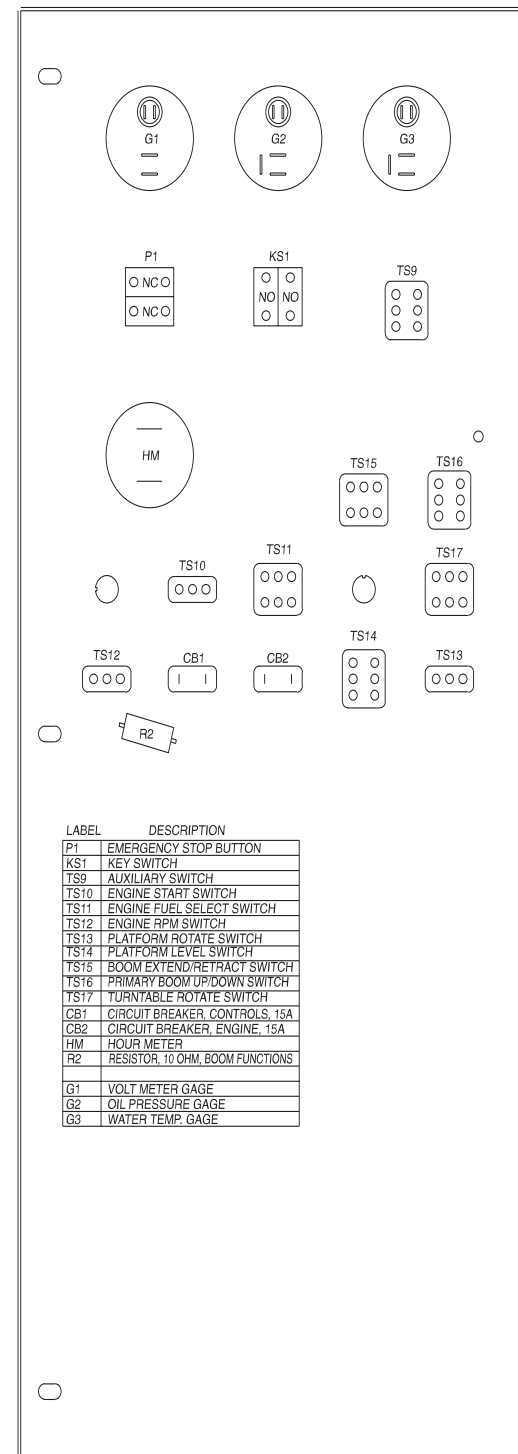 G1 G2 G3
P1 KS1 TS9
NC NO NO
NC
HM
TS15 TS16
TS10 TS11 TS17
TS12 CB1 CB2 TS14 TS13
R2
LABEL DESCRIPTION
P1 EMERGENCY STOP BUTTON
KS1 KEY SWITCH
TS9 AUXILIARY SWITCH
TS10 ENGINE START SWITCH
TS11 ENGINE FUEL SELECT SWITCH
TS12 ENGINE RPM SWITCH
TS13 PLATFORM ROTATE SWITCH
TS14 PLATFORM LEVEL SWITCH
TS15 BOOM EXTEND/RETRACT SWITCH
TS16 PRIMARY BOOM UP/DOWN SWITCH
TS17 TURNTABLE ROTATE SWITCH
CB1 CIRCUIT BREAKER, CONTROLS, 15A
CB2 CIRCUIT BREAKER, ENGINE, 15A
HM HOUR METER
R2 RESISTOR, 10 OHM, BOOM FUNCTIONS
G1 VOLT METER GAGE
G2 OIL PRESSURE GAGE
G3 WATER TEMP. GAGE